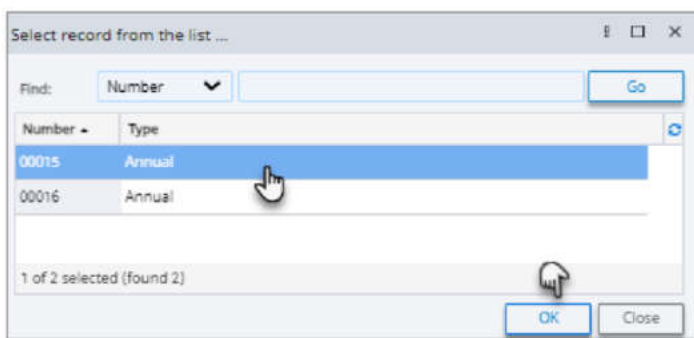 Select record from the list ...
Find: Number Go
Number Type
00015 Annual
00016 Annual
1 of 2 selected (found 2)
OK Close